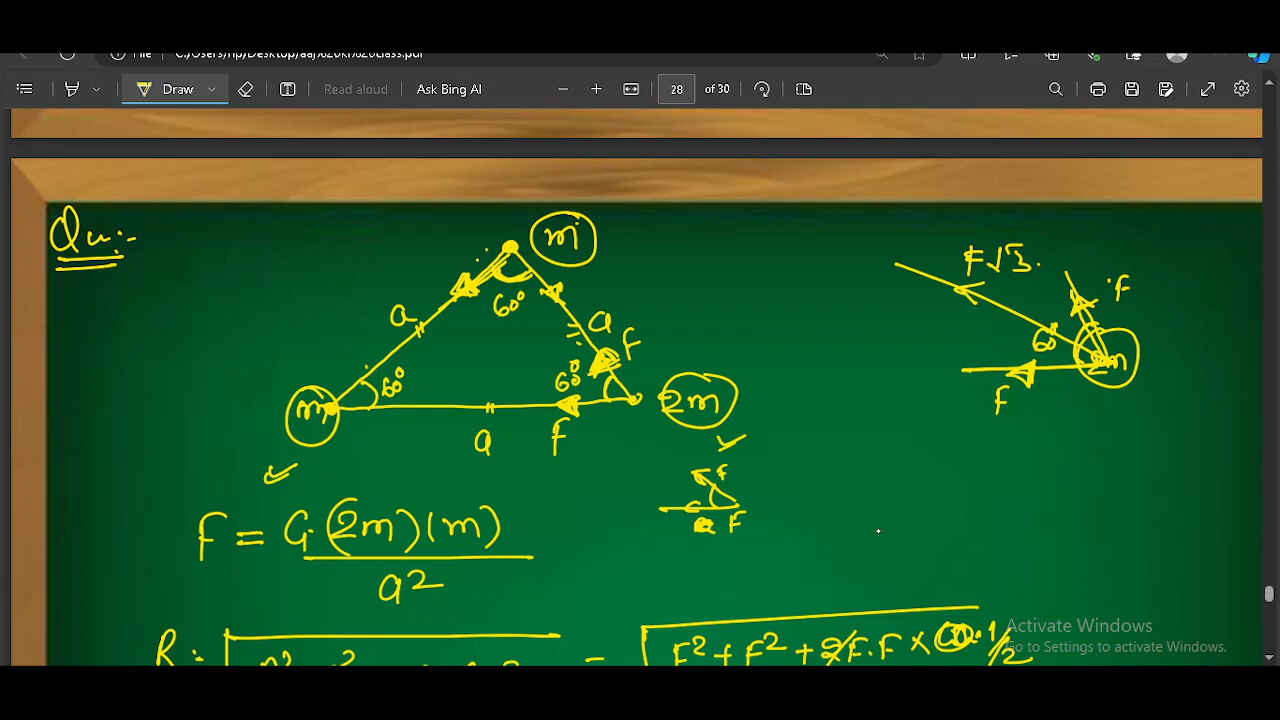 File C:/Users/hp/Desktop/aaj%20ki%20class.pdf
Draw Read aloud Ask Bing AI 28 of 30
Qu:-
m
60°
a
a
60°
60°
F
m
2m
a
F
F√3.
F
60
2m
F
F
F
F = G(2m)(m)
a²
R =
= F² + F² + 2F.F × 1/2
Activate Windows
Go to Settings to activate Windows.